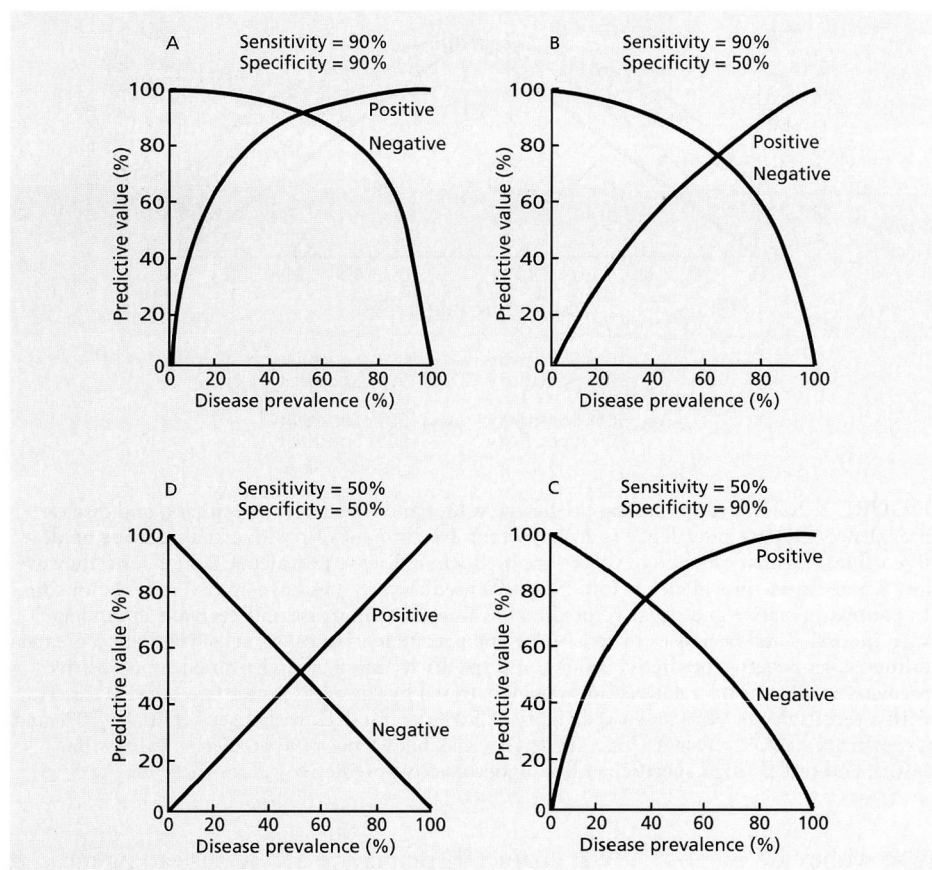 A
Sensitivity = 90%
Specificity = 90%
100
80
60
40
20
0
Predictive value (%)
Positive
Negative
0 20 40 60 80 100
Disease prevalence (%)
B
Sensitivity = 90%
Specificity = 50%
100
80
60
40
20
0
Predictive value (%)
Positive
Negative
0 20 40 60 80 100
Disease prevalence (%)
D
Sensitivity = 50%
Specificity = 50%
100
80
60
40
20
0
Predictive value (%)
Positive
Negative
0 20 40 60 80 100
Disease prevalence (%)
C
Sensitivity = 50%
Specificity = 90%
100
80
60
40
20
0
Predictive value (%)
Positive
Negative
0 20 40 60 80 100
Disease prevalence (%)